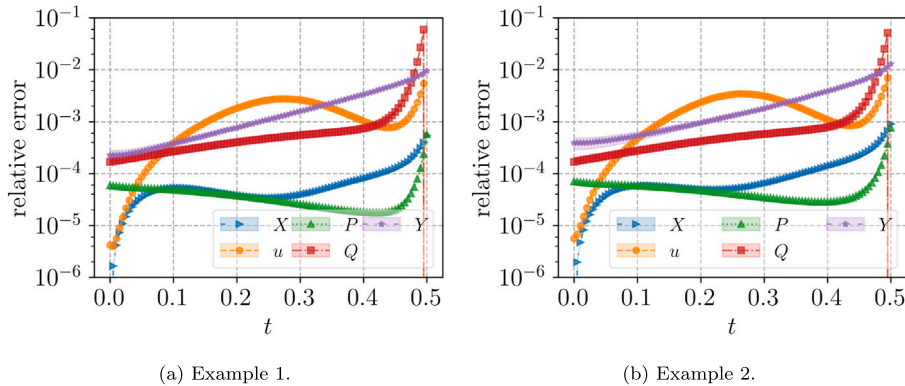 10⁻¹
10⁻²
10⁻³
10⁻⁴
10⁻⁵
10⁻⁶
relative error
0.0 0.1 0.2 0.3 0.4 0.5
t
X P Y
u Q
(a) Example 1.
10⁻¹
10⁻²
10⁻³
10⁻⁴
10⁻⁵
10⁻⁶
relative error
0.0 0.1 0.2 0.3 0.4 0.5
t
X P Y
u Q
(b) Example 2.